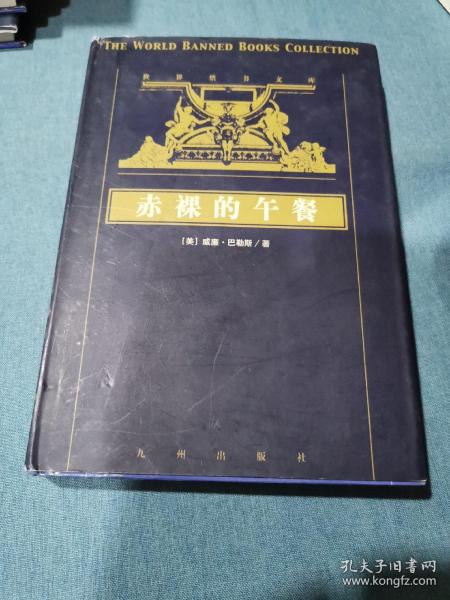 THE WORLD BANNED BOOKS COLLECTION
世界禁书文库
赤裸的午餐
[美]威廉·巴勒斯/著
九州出版社
孔夫子旧书网
www.kongfz.com